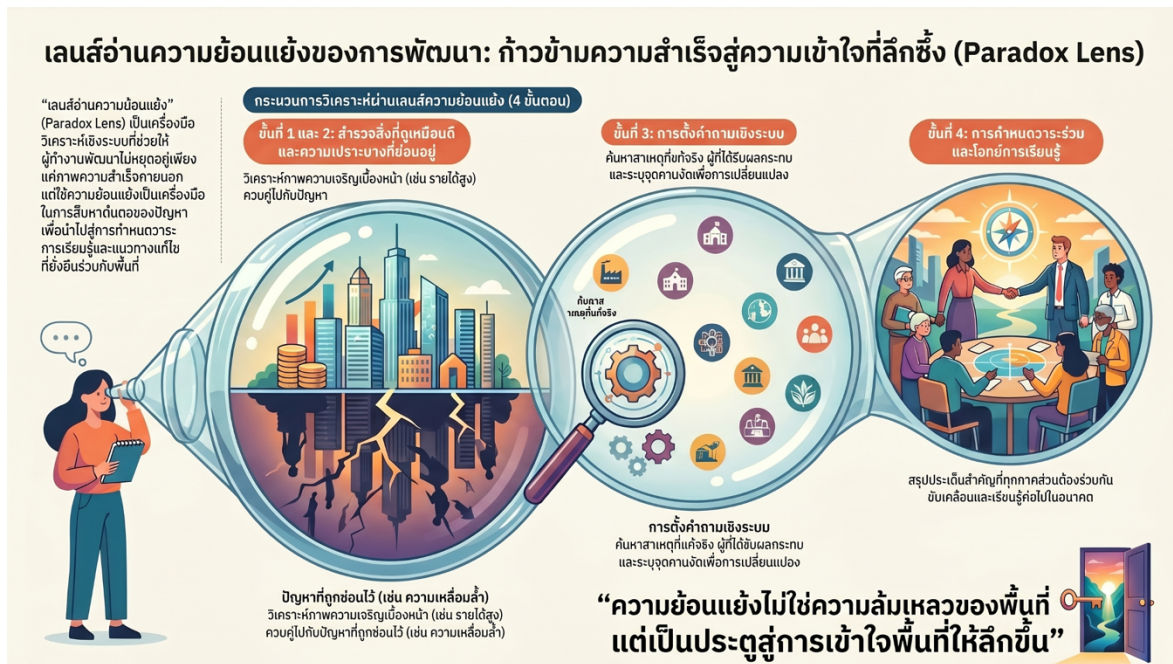 เลนส์อ่านความย้อนแย้งของการพัฒนา: ก้าวข้ามความสำเร็จสู่ความเข้าใจที่ลึกซึ้ง (Paradox Lens)
“เลนส์อ่านความย้อนแย้ง”
(Paradox Lens) เป็นเครื่องมือ
วิเคราะห์เชิงระบบที่ช่วยให้
ผู้ทำงานพัฒนาไม่หยุดอยู่เพียง
แค่ภาพความสำเร็จภายนอก
แต่ใช้ความย้อนแย้งเป็นเครื่องมือ
ในการสืบหาต้นตอของปัญหา
เพื่อนำไปสู่การกำหนดวาระ
การเรียนรู้และแนวทางแก้ไข
ที่ยั่งยืนร่วมกับพื้นที่
กระบวนการวิเคราะห์ผ่านเลนส์ความย้อนแย้ง (4 ขั้นตอน)
ขั้นที่ 1 และ 2: สำรวจสิ่งที่ดูเหมือนดี
และความเปราะบางที่ซ่อนอยู่
วิเคราะห์ภาพความเจริญเบื้องหน้า (เช่น รายได้สูง)
ควบคู่ไปกับปัญหา
ปัญหาที่ถูกซ่อนไว้ (เช่น ความเหลื่อมล้ำ)
วิเคราะห์ภาพความเจริญเบื้องหน้า (เช่น รายได้สูง)
ควบคู่ไปกับปัญหาที่ถูกซ่อนไว้ (เช่น ความเหลื่อมล้ำ)
ขั้นที่ 3: การตั้งคำถามเชิงระบบ
ค้นหาสาเหตุที่แท้จริง ผู้ที่ได้รับผลกระทบ
และระบุจุดคานงัดเพื่อการเปลี่ยนแปลง
การตั้งคำถามเชิงระบบ
ค้นหาสาเหตุที่แค้จริง ผู้ที่ได้ขับผลกระทบ
และระบุจุดคานงัดเพื่อการเปลี่ยนแปอง
ขั้นที่ 4: การกำหนดวาระร่วม
และโจทย์การเรียนรู้
สรุปประเด็นสำคัญที่ทุกภาคส่วนต้องร่วมกัน
ขับเคลื่อนและเรียนรู้ต่อไปในอนาคต
“ความย้อนแย้งไม่ใช่ความล้มเหลวของพื้นที่
แต่เป็นประตูสู่การเข้าใจพื้นที่ให้ลึกขึ้น”